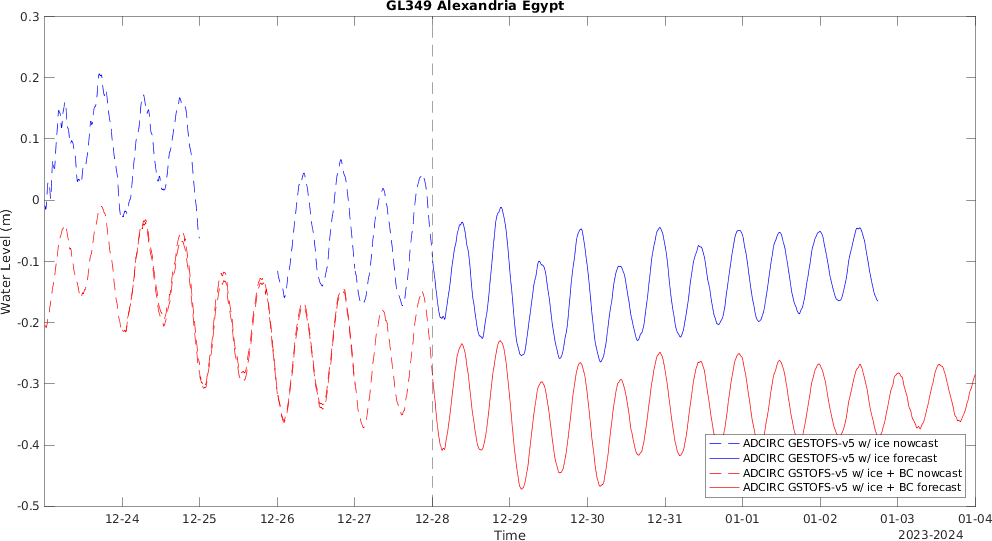 GL349 Alexandria Egypt
0.3
0.2
0.1
0
-0.1
-0.2
-0.3
-0.4
-0.5
Water Level (m)
ADCIRC GESTOFS-v5 w/ ice nowcast
ADCIRC GESTOFS-v5 w/ ice forecast
ADCIRC GSTOFS-v5 w/ ice + BC nowcast
ADCIRC GSTOFS-v5 w/ ice + BC forecast
12-24 12-25 12-26 12-27 12-28 12-29 12-30 12-31 01-01 01-02 01-03 01-04
Time
2023-2024